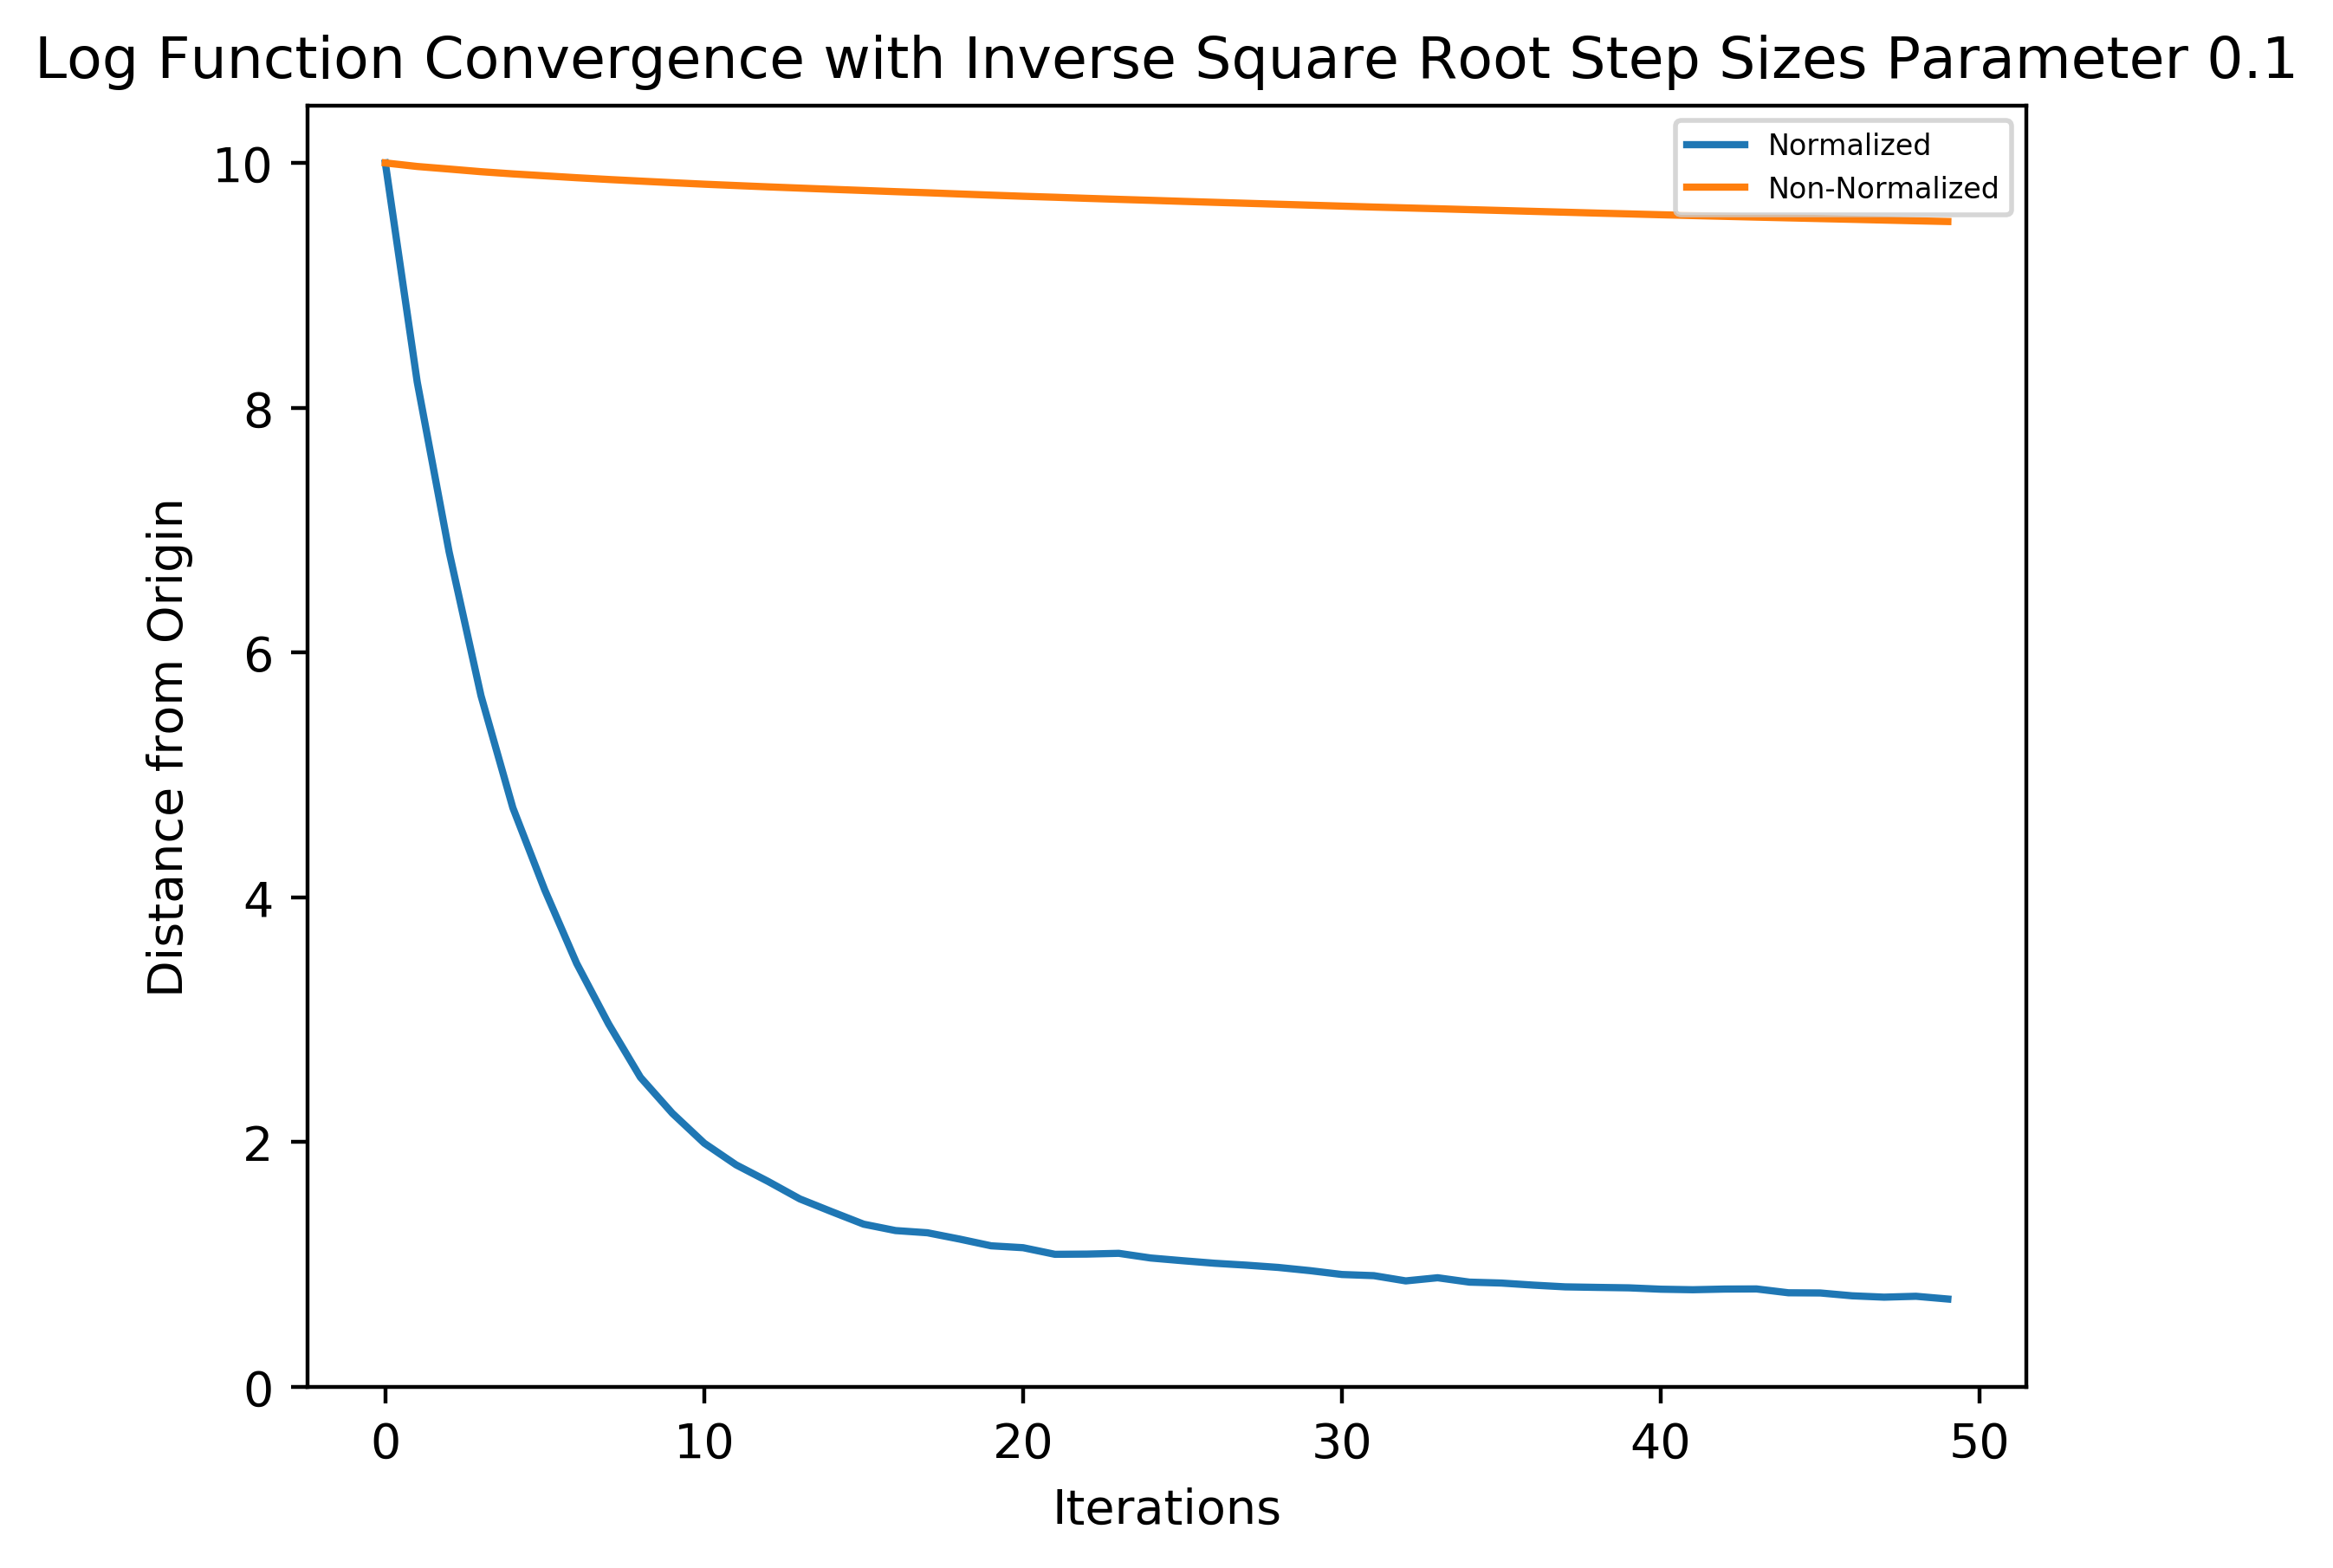 Log Function Convergence with Inverse Square Root Step Sizes Parameter 0.1
Normalized
Non-Normalized
10
8
6
4
2
0
Distance from Origin
0 10 20 30 40 50
Iterations